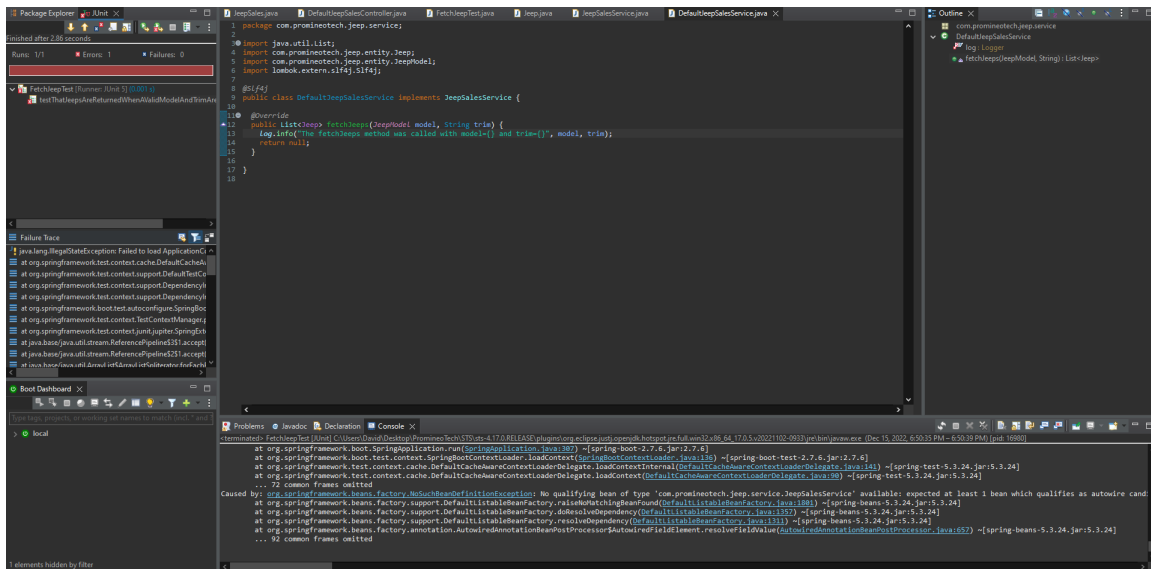 Package Explorer JUnit
Finished after 2.86 seconds
Runs: 1/1 Errors: 1 Failures: 0
FetchJeepTest [Runner: JUnit 5] (0.001 s)
testThatJeepsAreReturnedWhenAValidModelAndTrimAre
Failure Trace
java.lang.IllegalStateException: Failed to load ApplicationCo
at org.springframework.test.context.cache.DefaultCacheAw
at org.springframework.test.context.support.DefaultTestCo
at org.springframework.test.context.support.DependencyIn
at org.springframework.test.context.support.DependencyIn
at org.springframework.boot.test.autoconfigure.SpringBoo
at org.springframework.test.context.TestContextManager.p
at org.springframework.test.context.junit.jupiter.SpringExte
at java.base/java.util.stream.ReferencePipeline$3$1.accept(
at java.base/java.util.stream.ReferencePipeline$2$1.accept(
at java.base/java.util.ArrayList$ArrayListSpliterator.forEachR
Boot Dashboard
Type tags, projects, or working set names to match (incl. * and
local
1 elements hidden by filter
JeepSales.java DefaultJeepSalesController.java FetchJeepTest.java Jeep.java JeepSalesService.java DefaultJeepSalesService.java
1 package com.promineotech.jeep.service;
2
3 import java.util.List;
4 import com.promineotech.jeep.entity.Jeep;
5 import com.promineotech.jeep.entity.JeepModel;
6 import lombok.extern.slf4j.Slf4j;
7
8 @Slf4j
9 public class DefaultJeepSalesService implements JeepSalesService {
10
11 @Override
12 public List<Jeep> fetchJeeps(JeepModel model, String trim) {
13 log.info("The fetchJeeps method was called with model={} and trim={}", model, trim);
14 return null;
15 }
16
17 }
18
Outline
com.promineotech.jeep.service
DefaultJeepSalesService
log : Logger
fetchJeeps(JeepModel, String) : List<Jeep>
Problems Javadoc Declaration Console
<terminated> FetchJeepTest [JUnit] C:\Users\David\Desktop\PromineoTech\STS\sts-4.17.0.RELEASE\plugins\org.eclipse.justj.openjdk.hotspot.jre.full.win32.x86_64_17.0.5.v20221102-0933\jre\bin\javaw.exe (Dec 15, 2022, 6:50:35 PM – 6:50:39 PM) [pid: 16980]
at org.springframework.boot.SpringApplication.run(SpringApplication.java:307) ~[spring-boot-2.7.6.jar:2.7.6]
at org.springframework.boot.test.context.SpringBootContextLoader.loadContext(SpringBootContextLoader.java:136) ~[spring-boot-test-2.7.6.jar:2.7.6]
at org.springframework.test.context.cache.DefaultCacheAwareContextLoaderDelegate.loadContextInternal(DefaultCacheAwareContextLoaderDelegate.java:141) ~[spring-test-5.3.24.jar:5.3.24]
at org.springframework.test.context.cache.DefaultCacheAwareContextLoaderDelegate.loadContext(DefaultCacheAwareContextLoaderDelegate.java:90) ~[spring-test-5.3.24.jar:5.3.24]
... 72 common frames omitted
Caused by: org.springframework.beans.factory.NoSuchBeanDefinitionException: No qualifying bean of type 'com.promineotech.jeep.service.JeepSalesService' available: expected at least 1 bean which qualifies as autowire candi
at org.springframework.beans.factory.support.DefaultListableBeanFactory.raiseNoMatchingBeanFound(DefaultListableBeanFactory.java:1801) ~[spring-beans-5.3.24.jar:5.3.24]
at org.springframework.beans.factory.support.DefaultListableBeanFactory.doResolveDependency(DefaultListableBeanFactory.java:1357) ~[spring-beans-5.3.24.jar:5.3.24]
at org.springframework.beans.factory.support.DefaultListableBeanFactory.resolveDependency(DefaultListableBeanFactory.java:1311) ~[spring-beans-5.3.24.jar:5.3.24]
at org.springframework.beans.factory.annotation.AutowiredAnnotationBeanPostProcessor$AutowiredFieldElement.resolveFieldValue(AutowiredAnnotationBeanPostProcessor.java:657) ~[spring-beans-5.3.24.jar:5.3.24]
... 92 common frames omitted